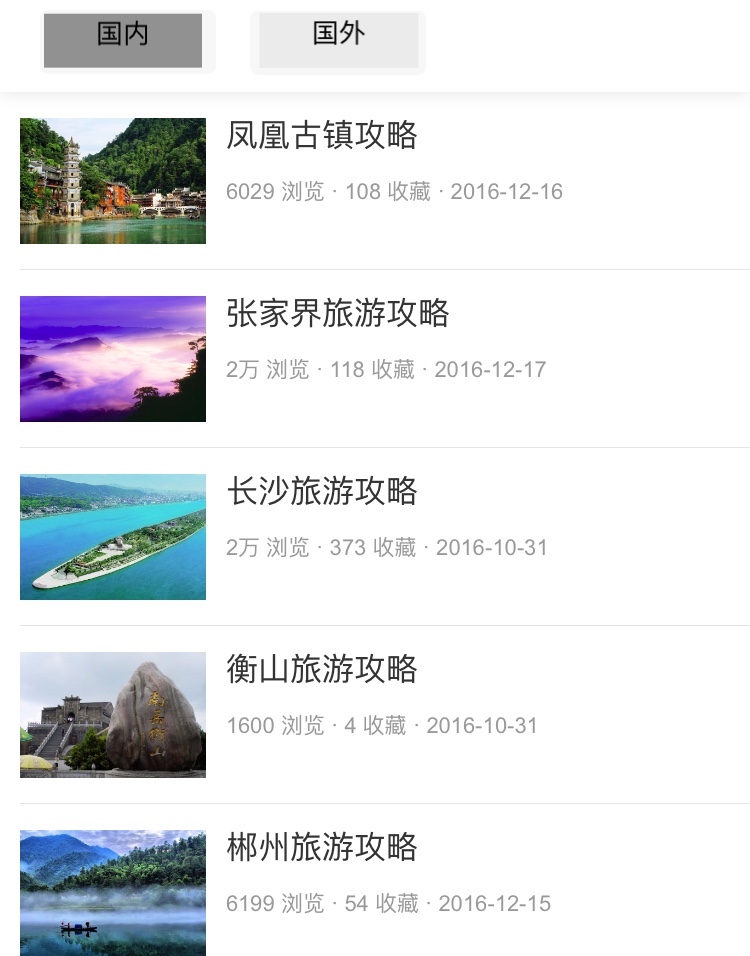 国内 国外
凤凰古镇攻略
6029 浏览 · 108 收藏 · 2016-12-16
张家界旅游攻略
2万 浏览 · 118 收藏 · 2016-12-17
长沙旅游攻略
2万 浏览 · 373 收藏 · 2016-10-31
衡山旅游攻略
1600 浏览 · 4 收藏 · 2016-10-31
南岳衡山
郴州旅游攻略
6199 浏览 · 54 收藏 · 2016-12-15